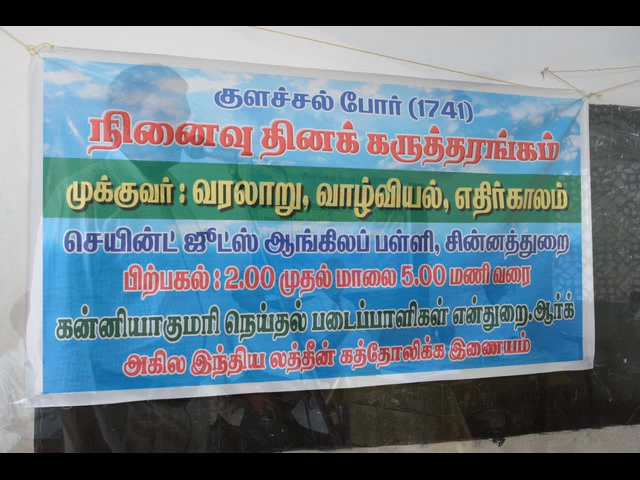 குளச்சல் போர் (1741)
நினைவு தினக் கருத்தரங்கம்
முக்குவர் : வரலாறு, வாழ்வியல், எதிர்காலம்
செயின்ட் ஜூட்ஸ் ஆங்கிலப் பள்ளி, சின்னத்துறை
பிற்பகல் : 2.00 முதல் மாலை 5.00 மணி வரை
கன்னியாகுமரி நெய்தல் படைப்பாளிகள் என்துறை.ஆர்க்
அகில இந்திய லத்தீன் கத்தோலிக்க இணையம்